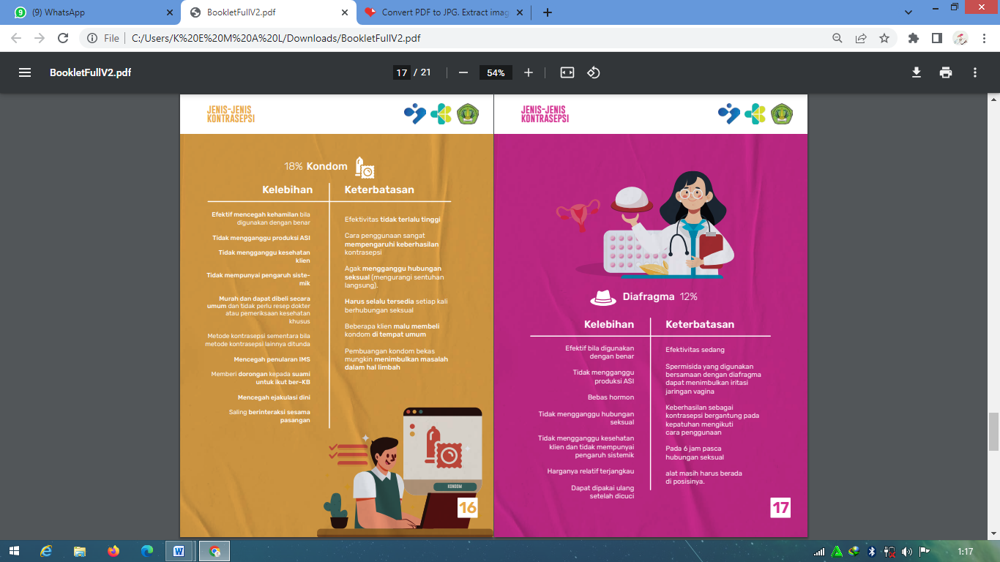 (9) WhatsApp
BookletFullV2.pdf
Convert PDF to JPG. Extract imag
File
C:/Users/K%20E%20M%20A%20L/Downloads/BookletFullV2.pdf
BookletFullV2.pdf
17 / 21
54%
JENIS-JENIS
KONTRASEPSI
18% Kondom
Kelebihan
Keterbatasan
Efektif mencegah kehamilan bila
digunakan dengan benar
Tidak mengganggu produksi ASI
Tidak mengganggu kesehatan
klien
Tidak mempunyai pengaruh siste-
mik
Murah dan dapat dibeli secara
umum dan tidak perlu resep dokter
atau pemeriksaan kesehatan
khusus
Metode kontrasepsi sementara bila
metode kontrasepsi lainnya ditunda
Mencegah penularan IMS
Memberi dorongan kepada suami
untuk ikut ber-KB
Mencegah ejakulasi dini
Saling berinteraksi sesama
pasangan
Efektivitas tidak terlalu tinggi
Cara penggunaan sangat
mempengaruhi keberhasilan
kontrasepsi
Agak mengganggu hubungan
seksual (mengurangi sentuhan
langsung).
Harus selalu tersedia setiap kali
berhubungan seksual
Beberapa klien malu membeli
kondom di tempat umum
Pembuangan kondom bekas
mungkin menimbulkan masalah
dalam hal limbah
KONDOM
16
JENIS-JENIS
KONTRASEPSI
Diafragma 12%
Kelebihan
Keterbatasan
Efektif bila digunakan
dengan benar
Tidak mengganggu
produksi ASI
Bebas hormon
Tidak mengganggu hubungan
seksual
Tidak mengganggu kesehatan
klien dan tidak mempunyai
pengaruh sistemik
Harganya relatif terjangkau
Dapat dipakai ulang
setelah dicuci
Efektivitas sedang
Spermisida yang digunakan
bersamaan dengan diafragma
dapat menimbulkan iritasi
jaringan vagina
Keberhasilan sebagai
kontrasepsi bergantung pada
kepatuhan mengikuti
cara penggunaan
Pada 6 jam pasca
hubungan seksual
alat masih harus berada
di posisinya.
17
1:17